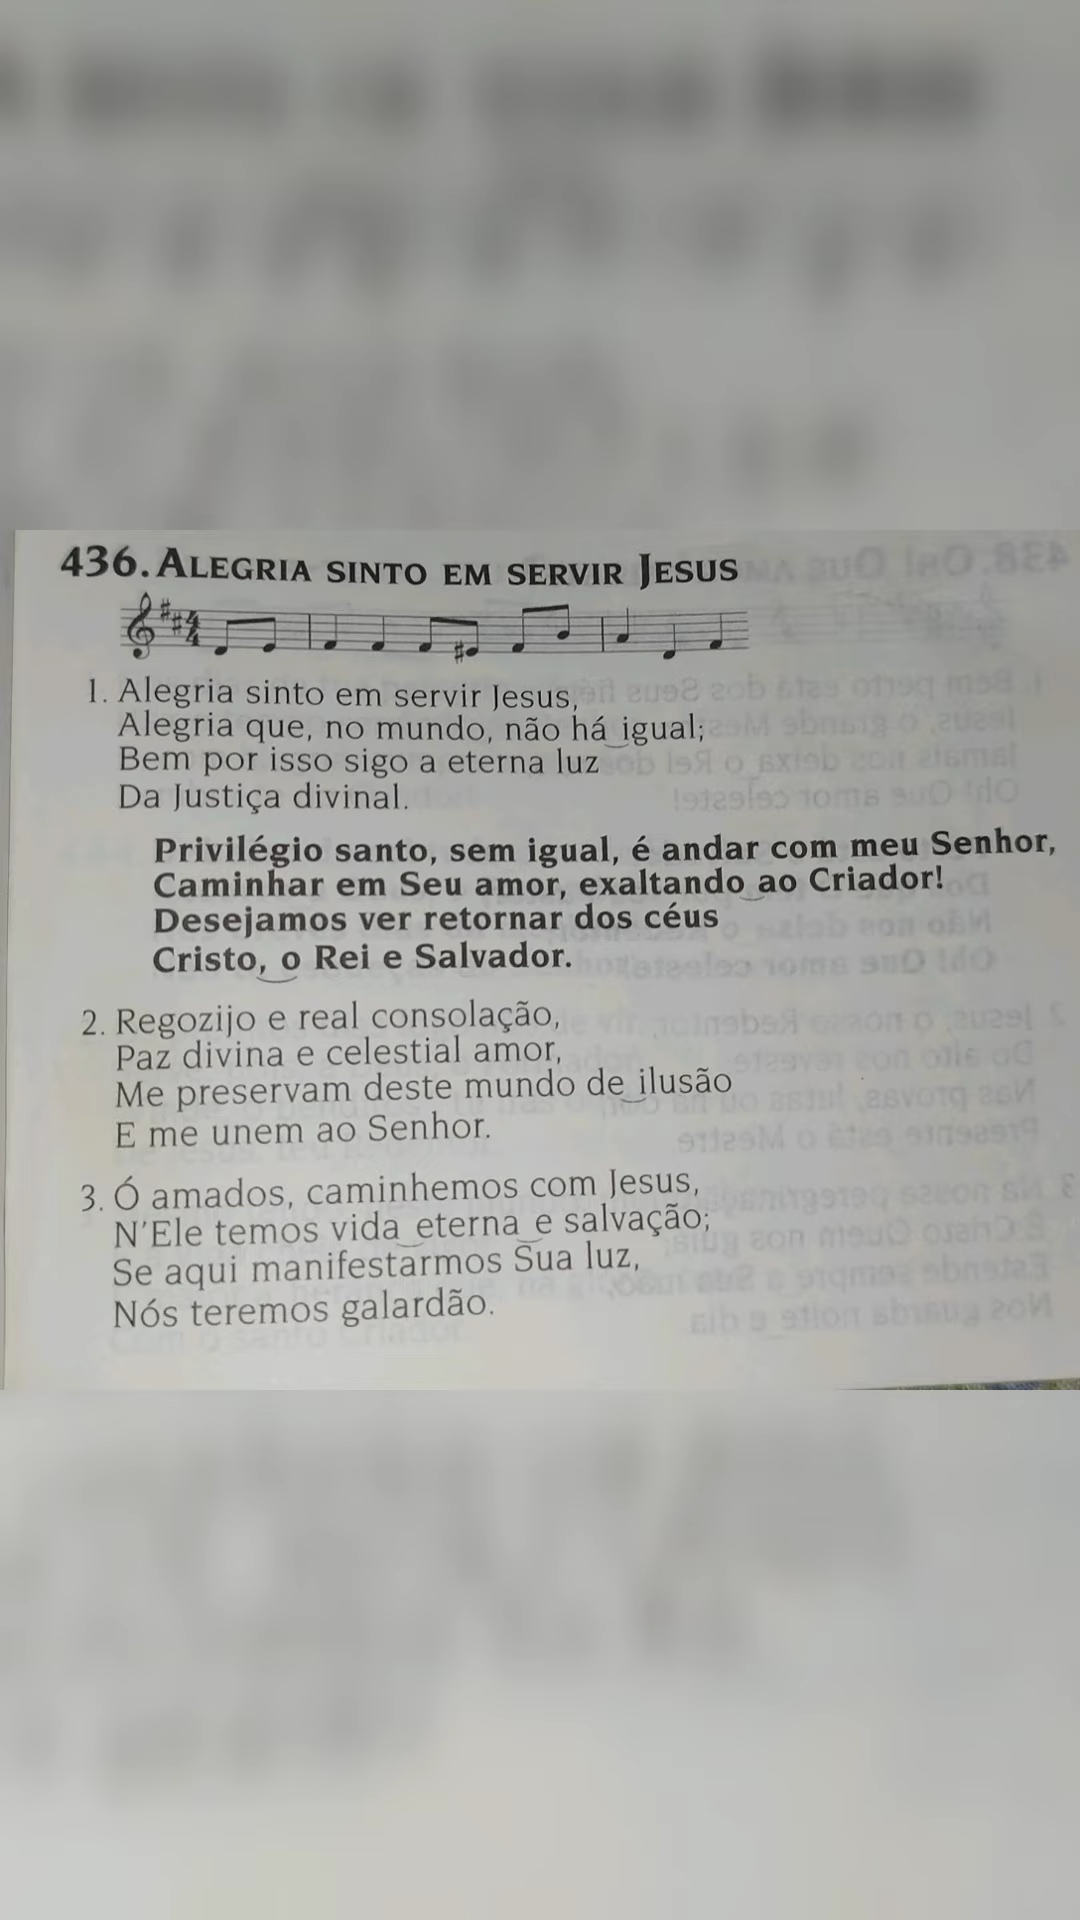 436. ALEGRIA SINTO EM SERVIR JESUS
1. Alegria sinto em servir Jesus,
Alegria que, no mundo, não há‿igual;
Bem por isso sigo a eterna luz
Da Justiça divinal.
Privilégio santo, sem igual, é andar com meu Senhor,
Caminhar em Seu amor, exaltando‿ao Criador!
Desejamos ver retornar dos céus
Cristo,‿o Rei e Salvador.
2. Regozijo e real consolação,
Paz divina e celestial amor,
Me preservam deste mundo de‿ilusão
E me unem ao Senhor.
3. Ó amados, caminhemos com Jesus,
N'Ele temos vida‿eterna‿e salvação;
Se aqui manifestarmos Sua luz,
Nós teremos galardão.